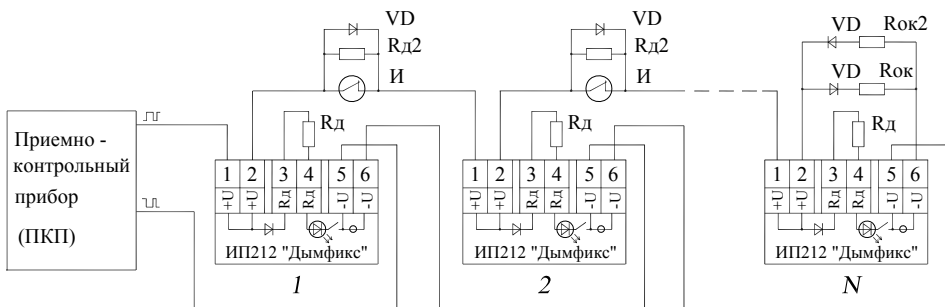 VD
Rд2
И
VD
Rд2
И
VD Rок2
VD Rок
Приемно -
контрольный
прибор
(ПКП)
Rд
Rд
Rд
1 2 3 4 5 6
+U +U Rд Rд -U -U
ИП212 "Дымфикс"
1
1 2 3 4 5 6
+U +U Rд Rд -U -U
ИП212 "Дымфикс"
2
1 2 3 4 5 6
+U +U Rд Rд -U -U
ИП212 "Дымфикс"
N